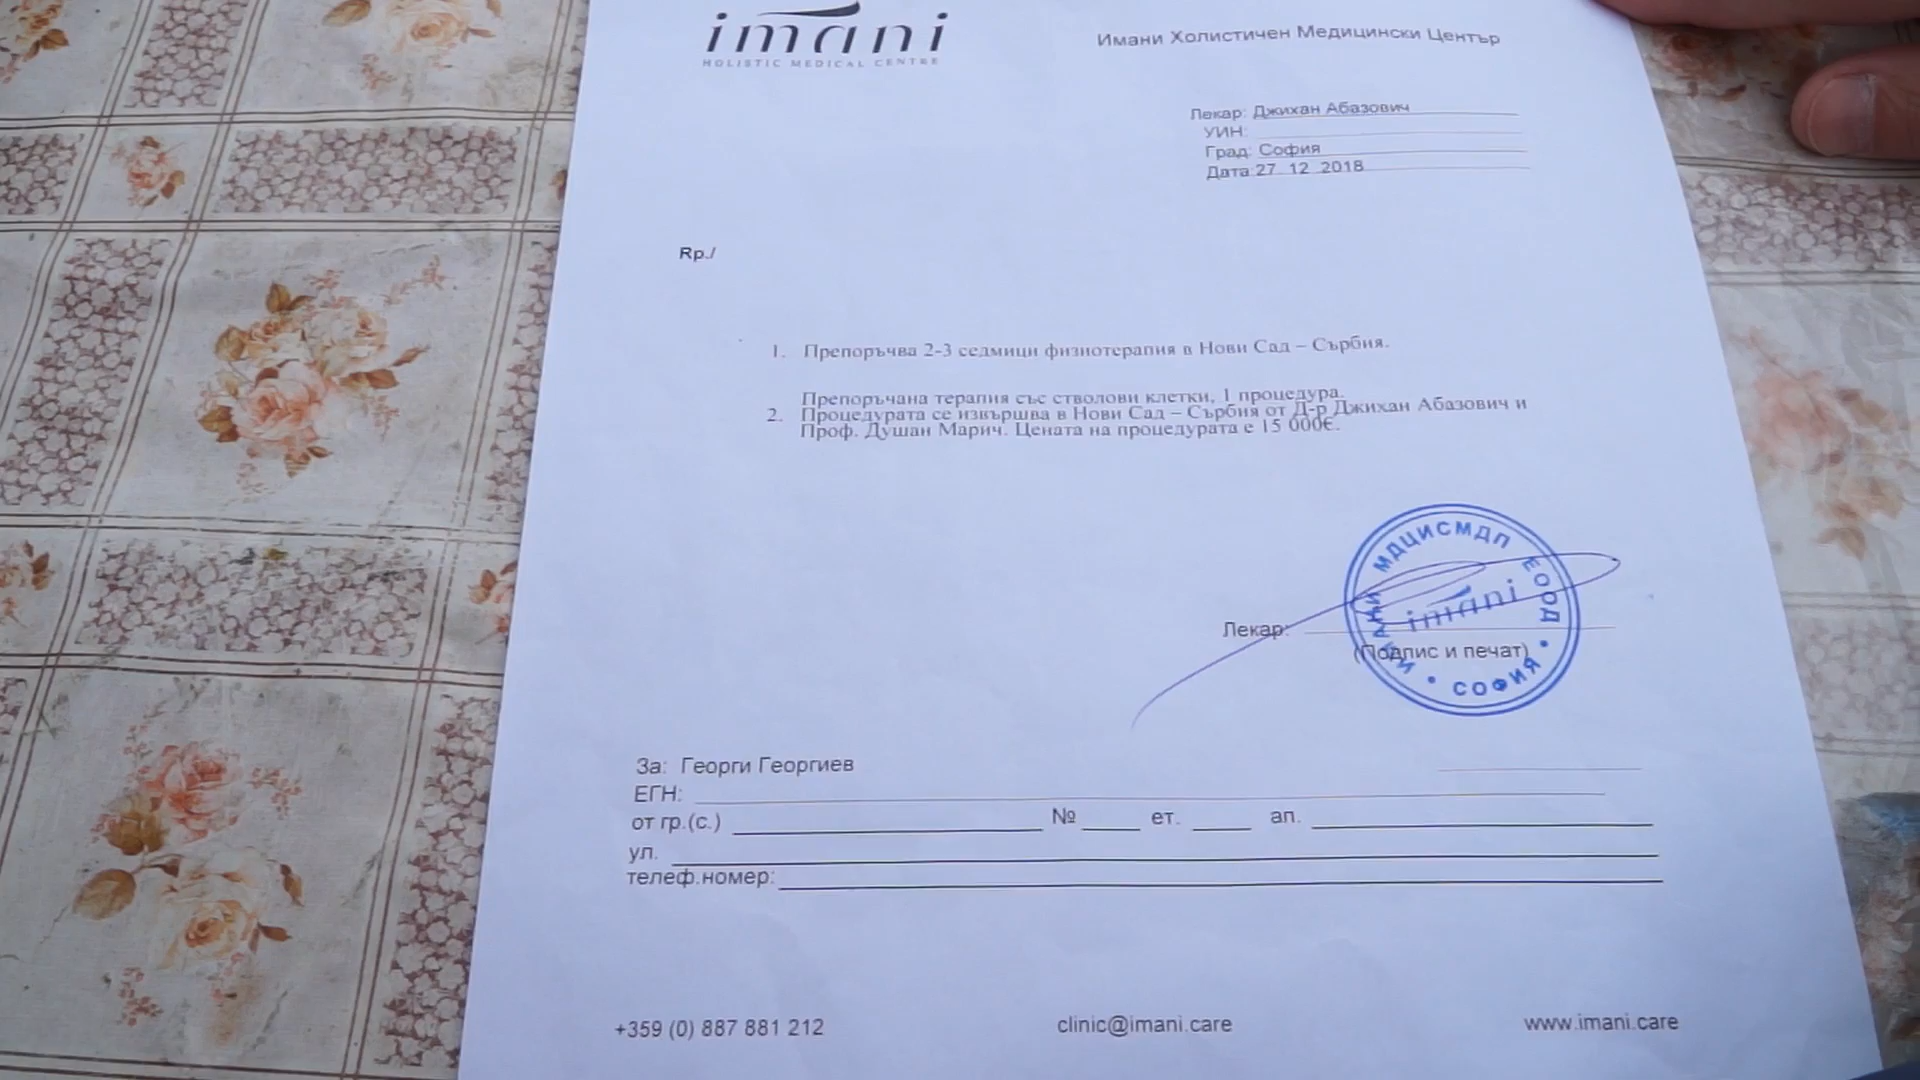 imani
HOLISTIC MEDICAL CENTRE
Имани Холистичен Медицински Център
Лекар: Джихан Абазович
УИН:
Град: София
Дата:27. 12. 2018
Rp./
1. Препоръчва 2-3 седмици физиотерапия в Нови Сад – Сърбия.
Препоръчана терапия със стволови клетки, 1 процедура.
2. Процедурата се извършва в Нови Сад – Сърбия от Д-р Джихан Абазович и
Проф. Душан Марич. Цената на процедурата е 15 000€.
ИМАНИ МДЦИСМДП ЕООД • СОФИЯ •
imani
Лекар:
(Подпис и печат)
За: Георги Георгиев
ЕГН:
от гр.(с.) № ет. ап.
ул.
телеф.номер:
+359 (0) 887 881 212 clinic@imani.care www.imani.care